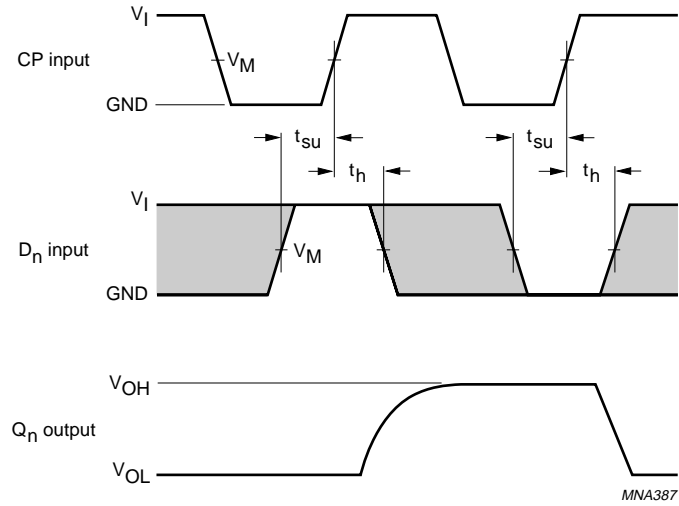 V_I
CP input
V_M
GND
t_su
t_su
t_h
t_h
V_I
D_n input
V_M
GND
V_OH
Q_n output
V_OL
MNA387